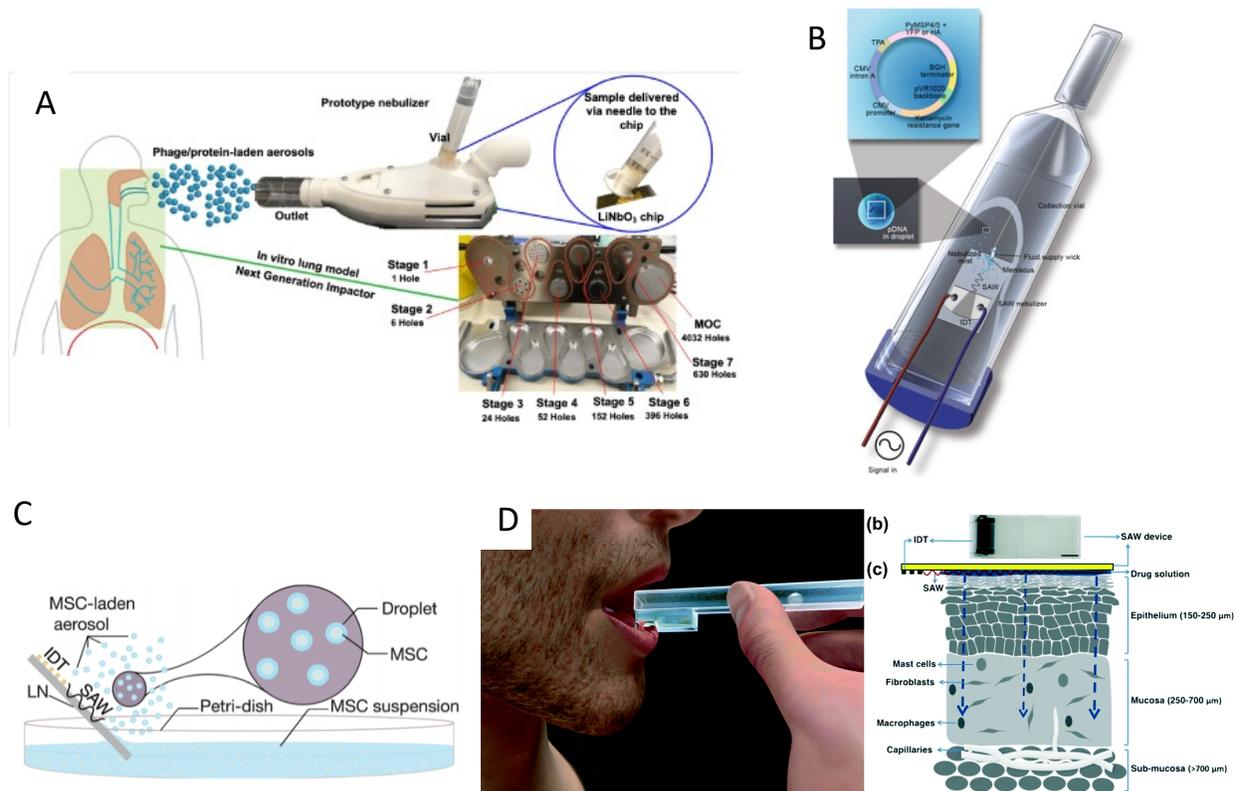 A
Prototype nebulizer
Vial
Sample delivered
via needle to the
chip
LiNbO₃ chip
Phage/protein-laden aerosols
Outlet
In vitro lung model
Next Generation Impactor
Stage 1
1 Hole
Stage 2
6 Holes
Stage 3
24 Holes
Stage 4
52 Holes
Stage 5
152 Holes
Stage 6
396 Holes
Stage 7
630 Holes
MOC
4032 Holes
B
PyMSP4/5 +
YFP or HA
TPA
CMV
intron A
BGH
terminator
pVR1020
backbone
CMV
promoter
Kanamycin
resistance gene
pDNA
in droplet
Collection vial
Nebulized
mist
Fluid supply wick
Meniscus
SAW
SAW nebulizer
IDT
Signal in
C
MSC-laden
aerosol
IDT
LN
SAW
Droplet
MSC
Petri-dish
MSC suspension
D
(b)
IDT
SAW device
(c)
SAW
Drug solution
Epithelium (150-250 μm)
Mast cells
Fibroblasts
Mucosa (250-700 μm)
Macrophages
Capillaries
Sub-mucosa (>700 μm)